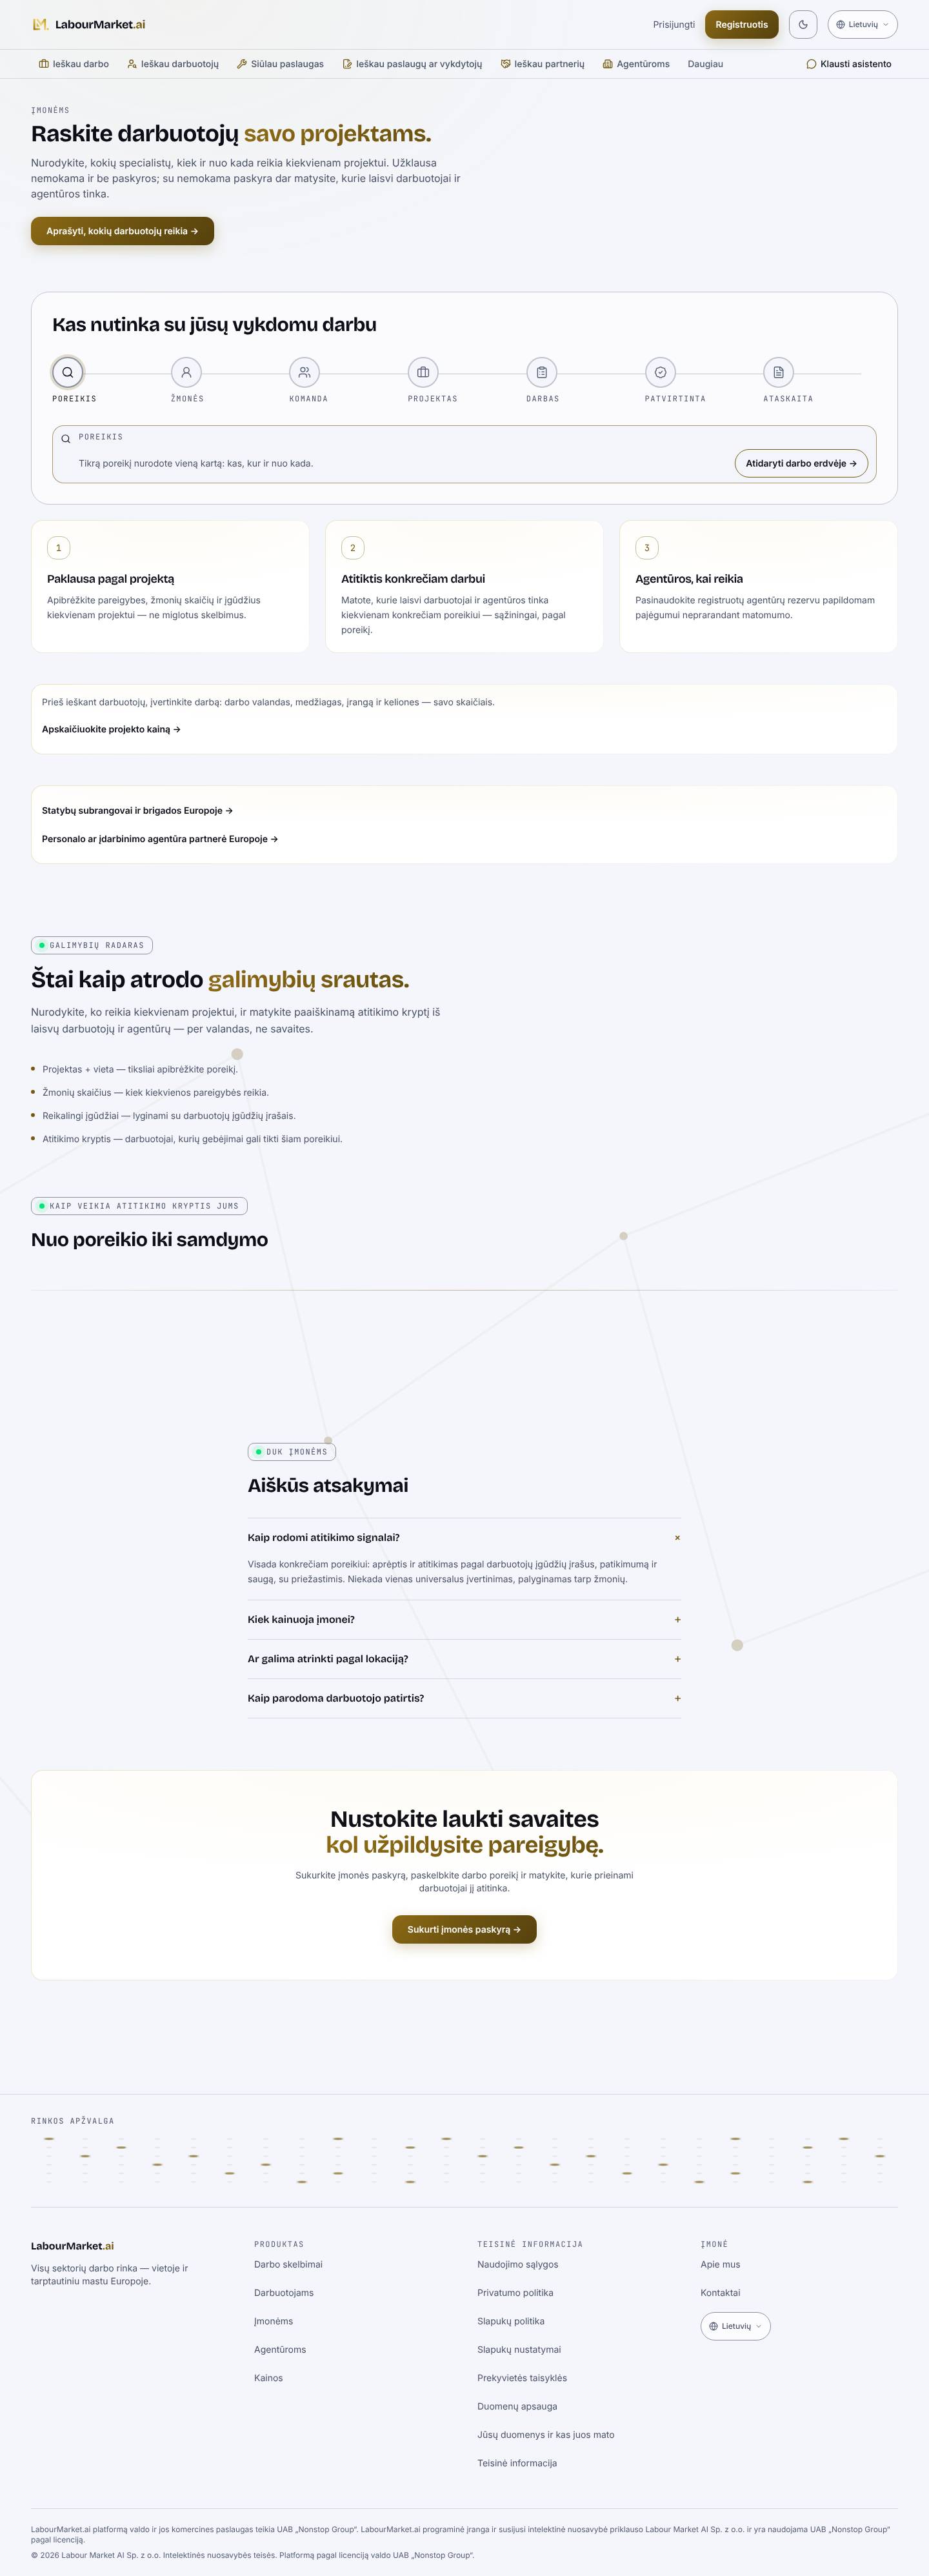 LabourMarket.ai
Prisijungti
Registruotis
Lietuvių
Ieškau darbo
Ieškau darbuotojų
Siūlau paslaugas
Ieškau paslaugų ar vykdytojų
Ieškau partnerių
Agentūroms
Daugiau
Klausti asistento
ĮMONĖMS
Raskite darbuotojų savo projektams.
Nurodykite, kokių specialistų, kiek ir nuo kada reikia kiekvienam projektui. Užklausa
nemokama ir be paskyros; su nemokama paskyra dar matysite, kurie laisvi darbuotojai ir
agentūros tinka.
Aprašyti, kokių darbuotojų reikia →
Kas nutinka su jūsų vykdomu darbu
POREIKIS
ŽMONĖS
KOMANDA
PROJEKTAS
DARBAS
PATVIRTINTA
ATASKAITA
POREIKIS
Tikrą poreikį nurodote vieną kartą: kas, kur ir nuo kada.
Atidaryti darbo erdvėje →
1
Paklausa pagal projektą
Apibrėžkite pareigybes, žmonių skaičių ir įgūdžius
kiekvienam projektui — ne miglotus skelbimus.
2
Atitiktis konkrečiam darbui
Matote, kurie laisvi darbuotojai ir agentūros tinka
kiekvienam konkrečiam poreikiui — sąžiningai, pagal
poreikį.
3
Agentūros, kai reikia
Pasinaudokite registruotų agentūrų rezervu papildomam
pajėgumui neprarandant matomumo.
Prieš ieškant darbuotojų, įvertinkite darbą: darbo valandas, medžiagas, įrangą ir keliones — savo skaičiais.
Apskaičiuokite projekto kainą →
Statybų subrangovai ir brigados Europoje →
Personalo ar įdarbinimo agentūra partnerė Europoje →
GALIMYBIŲ RADARAS
Štai kaip atrodo galimybių srautas.
Nurodykite, ko reikia kiekvienam projektui, ir matykite paaiškinamą atitikimo kryptį iš
laisvų darbuotojų ir agentūrų — per valandas, ne savaites.
Projektas + vieta — tiksliai apibrėžkite poreikį.
Žmonių skaičius — kiek kiekvienos pareigybės reikia.
Reikalingi įgūdžiai — lyginami su darbuotojų įgūdžių įrašais.
Atitikimo kryptis — darbuotojai, kurių gebėjimai gali tikti šiam poreikiui.
KAIP VEIKIA ATITIKIMO KRYPTIS JUMS
Nuo poreikio iki samdymo
DUK ĮMONĖMS
Aiškūs atsakymai
Kaip rodomi atitikimo signalai?
Visada konkrečiam poreikiui: aprėptis ir atitikimas pagal darbuotojų įgūdžių įrašus, patikimumą ir
saugą, su priežastimis. Niekada vienas universalus įvertinimas, palyginamas tarp žmonių.
Kiek kainuoja įmonei?
Ar galima atrinkti pagal lokaciją?
Kaip parodoma darbuotojo patirtis?
Nustokite laukti savaites
kol užpildysite pareigybę.
Sukurkite įmonės paskyrą, paskelbkite darbo poreikį ir matykite, kurie prieinami
darbuotojai jį atitinka.
Sukurti įmonės paskyrą →
RINKOS APŽVALGA
LabourMarket.ai
Visų sektorių darbo rinka — vietoje ir
tarptautiniu mastu Europoje.
PRODUKTAS
Darbo skelbimai
Darbuotojams
Įmonėms
Agentūroms
Kainos
TEISINĖ INFORMACIJA
Naudojimo sąlygos
Privatumo politika
Slapukų politika
Slapukų nustatymai
Prekyvietės taisyklės
Duomenų apsauga
Jūsų duomenys ir kas juos mato
Teisinė informacija
ĮMONĖ
Apie mus
Kontaktai
Lietuvių
LabourMarket.ai platformą valdo ir jos komercines paslaugas teikia UAB „Nonstop Group“. LabourMarket.ai programinė įranga ir susijusi intelektinė nuosavybė priklauso Labour Market AI Sp. z o.o. ir yra naudojama UAB „Nonstop Group“
pagal licenciją.
© 2026 Labour Market AI Sp. z o.o. Intelektinės nuosavybės teisės. Platformą pagal licenciją valdo UAB „Nonstop Group“.